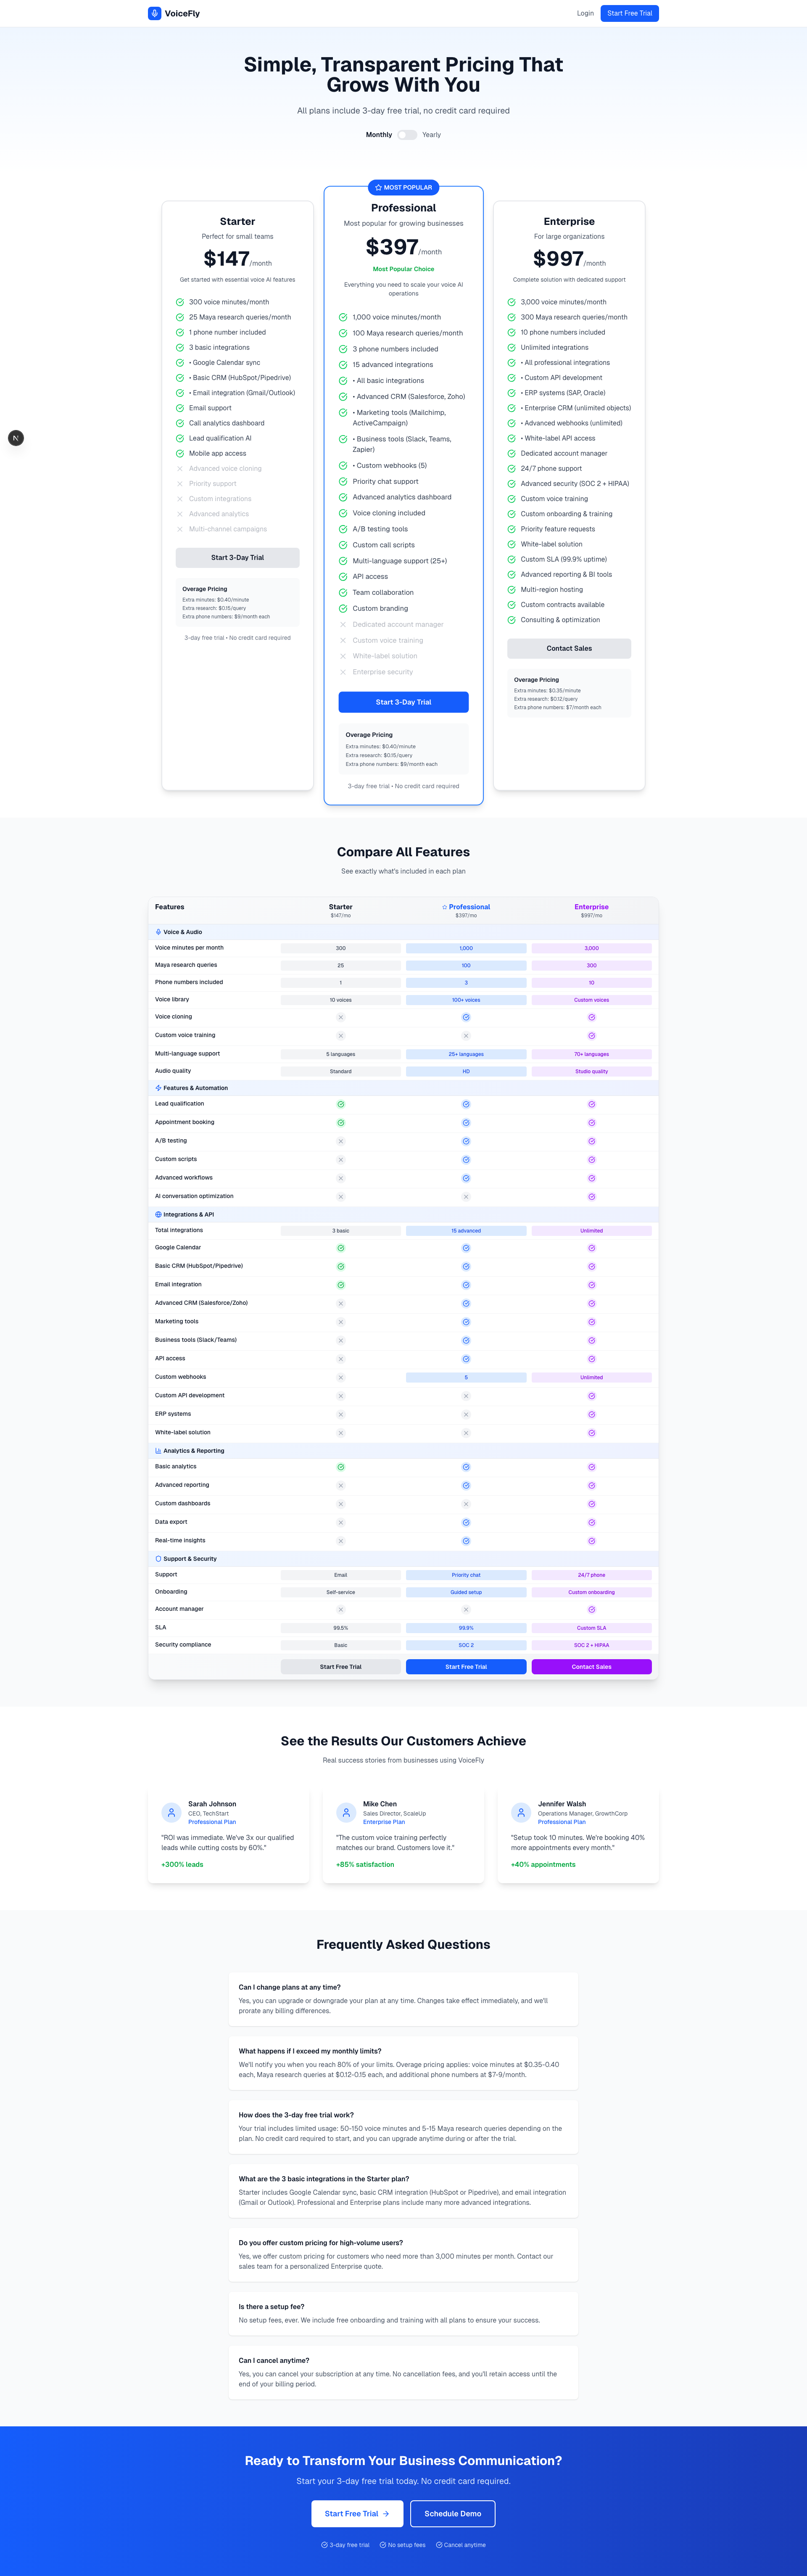 VoiceFly
Login
Start Free Trial
Simple, Transparent Pricing That
Grows With You
All plans include 3-day free trial, no credit card required
Monthly
Yearly
Starter
Perfect for small teams
$147/month
Get started with essential voice AI features
300 voice minutes/month
25 Maya research queries/month
1 phone number included
3 basic integrations
• Google Calendar sync
• Basic CRM (HubSpot/Pipedrive)
• Email integration (Gmail/Outlook)
Email support
Call analytics dashboard
Lead qualification AI
Mobile app access
Advanced voice cloning
Priority support
Custom integrations
Advanced analytics
Multi-channel campaigns
Start 3-Day Trial
Overage Pricing
Extra minutes: $0.40/minute
Extra research: $0.15/query
Extra phone numbers: $9/month each
3-day free trial • No credit card required
MOST POPULAR
Professional
Most popular for growing businesses
$397/month
Most Popular Choice
Everything you need to scale your voice AI
operations
1,000 voice minutes/month
100 Maya research queries/month
3 phone numbers included
15 advanced integrations
• All basic integrations
• Advanced CRM (Salesforce, Zoho)
• Marketing tools (Mailchimp,
ActiveCampaign)
• Business tools (Slack, Teams,
Zapier)
• Custom webhooks (5)
Priority chat support
Advanced analytics dashboard
Voice cloning included
A/B testing tools
Custom call scripts
Multi-language support (25+)
API access
Team collaboration
Custom branding
Dedicated account manager
Custom voice training
White-label solution
Enterprise security
Start 3-Day Trial
Overage Pricing
Extra minutes: $0.40/minute
Extra research: $0.15/query
Extra phone numbers: $9/month each
3-day free trial • No credit card required
Enterprise
For large organizations
$997/month
Complete solution with dedicated support
3,000 voice minutes/month
300 Maya research queries/month
10 phone numbers included
Unlimited integrations
• All professional integrations
• Custom API development
• ERP systems (SAP, Oracle)
• Enterprise CRM (unlimited objects)
• Advanced webhooks (unlimited)
• White-label API access
Dedicated account manager
24/7 phone support
Advanced security (SOC 2 + HIPAA)
Custom voice training
Custom onboarding & training
Priority feature requests
White-label solution
Custom SLA (99.9% uptime)
Advanced reporting & BI tools
Multi-region hosting
Custom contracts available
Consulting & optimization
Contact Sales
Overage Pricing
Extra minutes: $0.35/minute
Extra research: $0.12/query
Extra phone numbers: $7/month each
N
Compare All Features
See exactly what's included in each plan
Features Starter Professional Enterprise
$147/mo $397/mo $997/mo
Voice & Audio
Voice minutes per month 300 1,000 3,000
Maya research queries 25 100 300
Phone numbers included 1 3 10
Voice library 10 voices 100+ voices Custom voices
Voice cloning
Custom voice training
Multi-language support 5 languages 25+ languages 70+ languages
Audio quality Standard HD Studio quality
Features & Automation
Lead qualification
Appointment booking
A/B testing
Custom scripts
Advanced workflows
AI conversation optimization
Integrations & API
Total integrations 3 basic 15 advanced Unlimited
Google Calendar
Basic CRM (HubSpot/Pipedrive)
Email integration
Advanced CRM (Salesforce/Zoho)
Marketing tools
Business tools (Slack/Teams)
API access
Custom webhooks 5 Unlimited
Custom API development
ERP systems
White-label solution
Analytics & Reporting
Basic analytics
Advanced reporting
Custom dashboards
Data export
Real-time insights
Support & Security
Support Email Priority chat 24/7 phone
Onboarding Self-service Guided setup Custom onboarding
Account manager
SLA 99.5% 99.9% Custom SLA
Security compliance Basic SOC 2 SOC 2 + HIPAA
Start Free Trial Start Free Trial Contact Sales
See the Results Our Customers Achieve
Real success stories from businesses using VoiceFly
Sarah Johnson
CEO, TechStart
Professional Plan
"ROI was immediate. We've 3x our qualified
leads while cutting costs by 60%."
+300% leads
Mike Chen
Sales Director, ScaleUp
Enterprise Plan
"The custom voice training perfectly
matches our brand. Customers love it."
+85% satisfaction
Jennifer Walsh
Operations Manager, GrowthCorp
Professional Plan
"Setup took 10 minutes. We're booking 40%
more appointments every month."
+40% appointments
Frequently Asked Questions
Can I change plans at any time?
Yes, you can upgrade or downgrade your plan at any time. Changes take effect immediately, and we'll
prorate any billing differences.
What happens if I exceed my monthly limits?
We'll notify you when you reach 80% of your limits. Overage pricing applies: voice minutes at $0.35-0.40
each, Maya research queries at $0.12-0.15 each, and additional phone numbers at $7-9/month.
How does the 3-day free trial work?
Your trial includes limited usage: 50-150 voice minutes and 5-15 Maya research queries depending on the
plan. No credit card required to start, and you can upgrade anytime during or after the trial.
What are the 3 basic integrations in the Starter plan?
Starter includes Google Calendar sync, basic CRM integration (HubSpot or Pipedrive), and email integration
(Gmail or Outlook). Professional and Enterprise plans include many more advanced integrations.
Do you offer custom pricing for high-volume users?
Yes, we offer custom pricing for customers who need more than 3,000 minutes per month. Contact our
sales team for a personalized Enterprise quote.
Is there a setup fee?
No setup fees, ever. We include free onboarding and training with all plans to ensure your success.
Can I cancel anytime?
Yes, you can cancel your subscription at any time. No cancellation fees, and you'll retain access until the
end of your billing period.
Ready to Transform Your Business Communication?
Start your 3-day free trial today. No credit card required.
Start Free Trial
Schedule Demo
3-day free trial
No setup fees
Cancel anytime